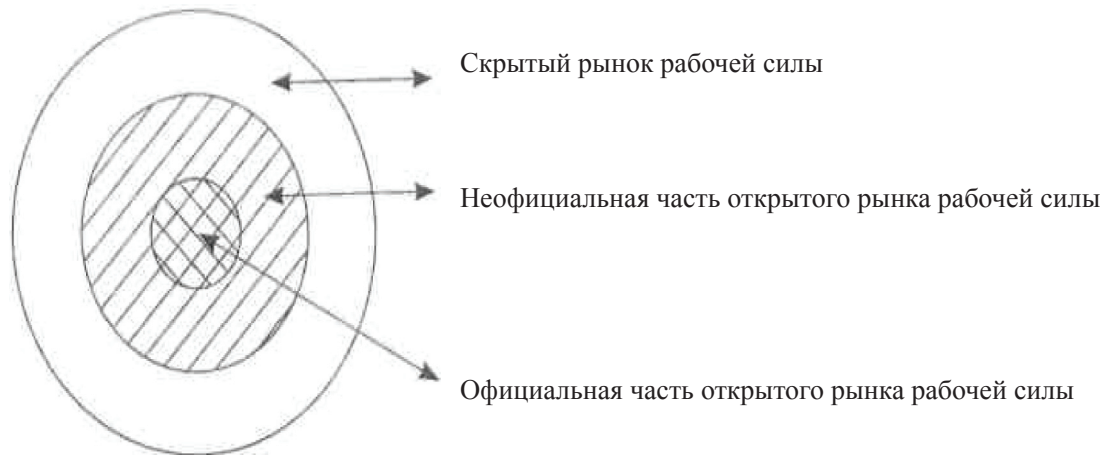 Скрытый рынок рабочей силы
Неофициальная часть открытого рынка рабочей силы
Официальная часть открытого рынка рабочей силы